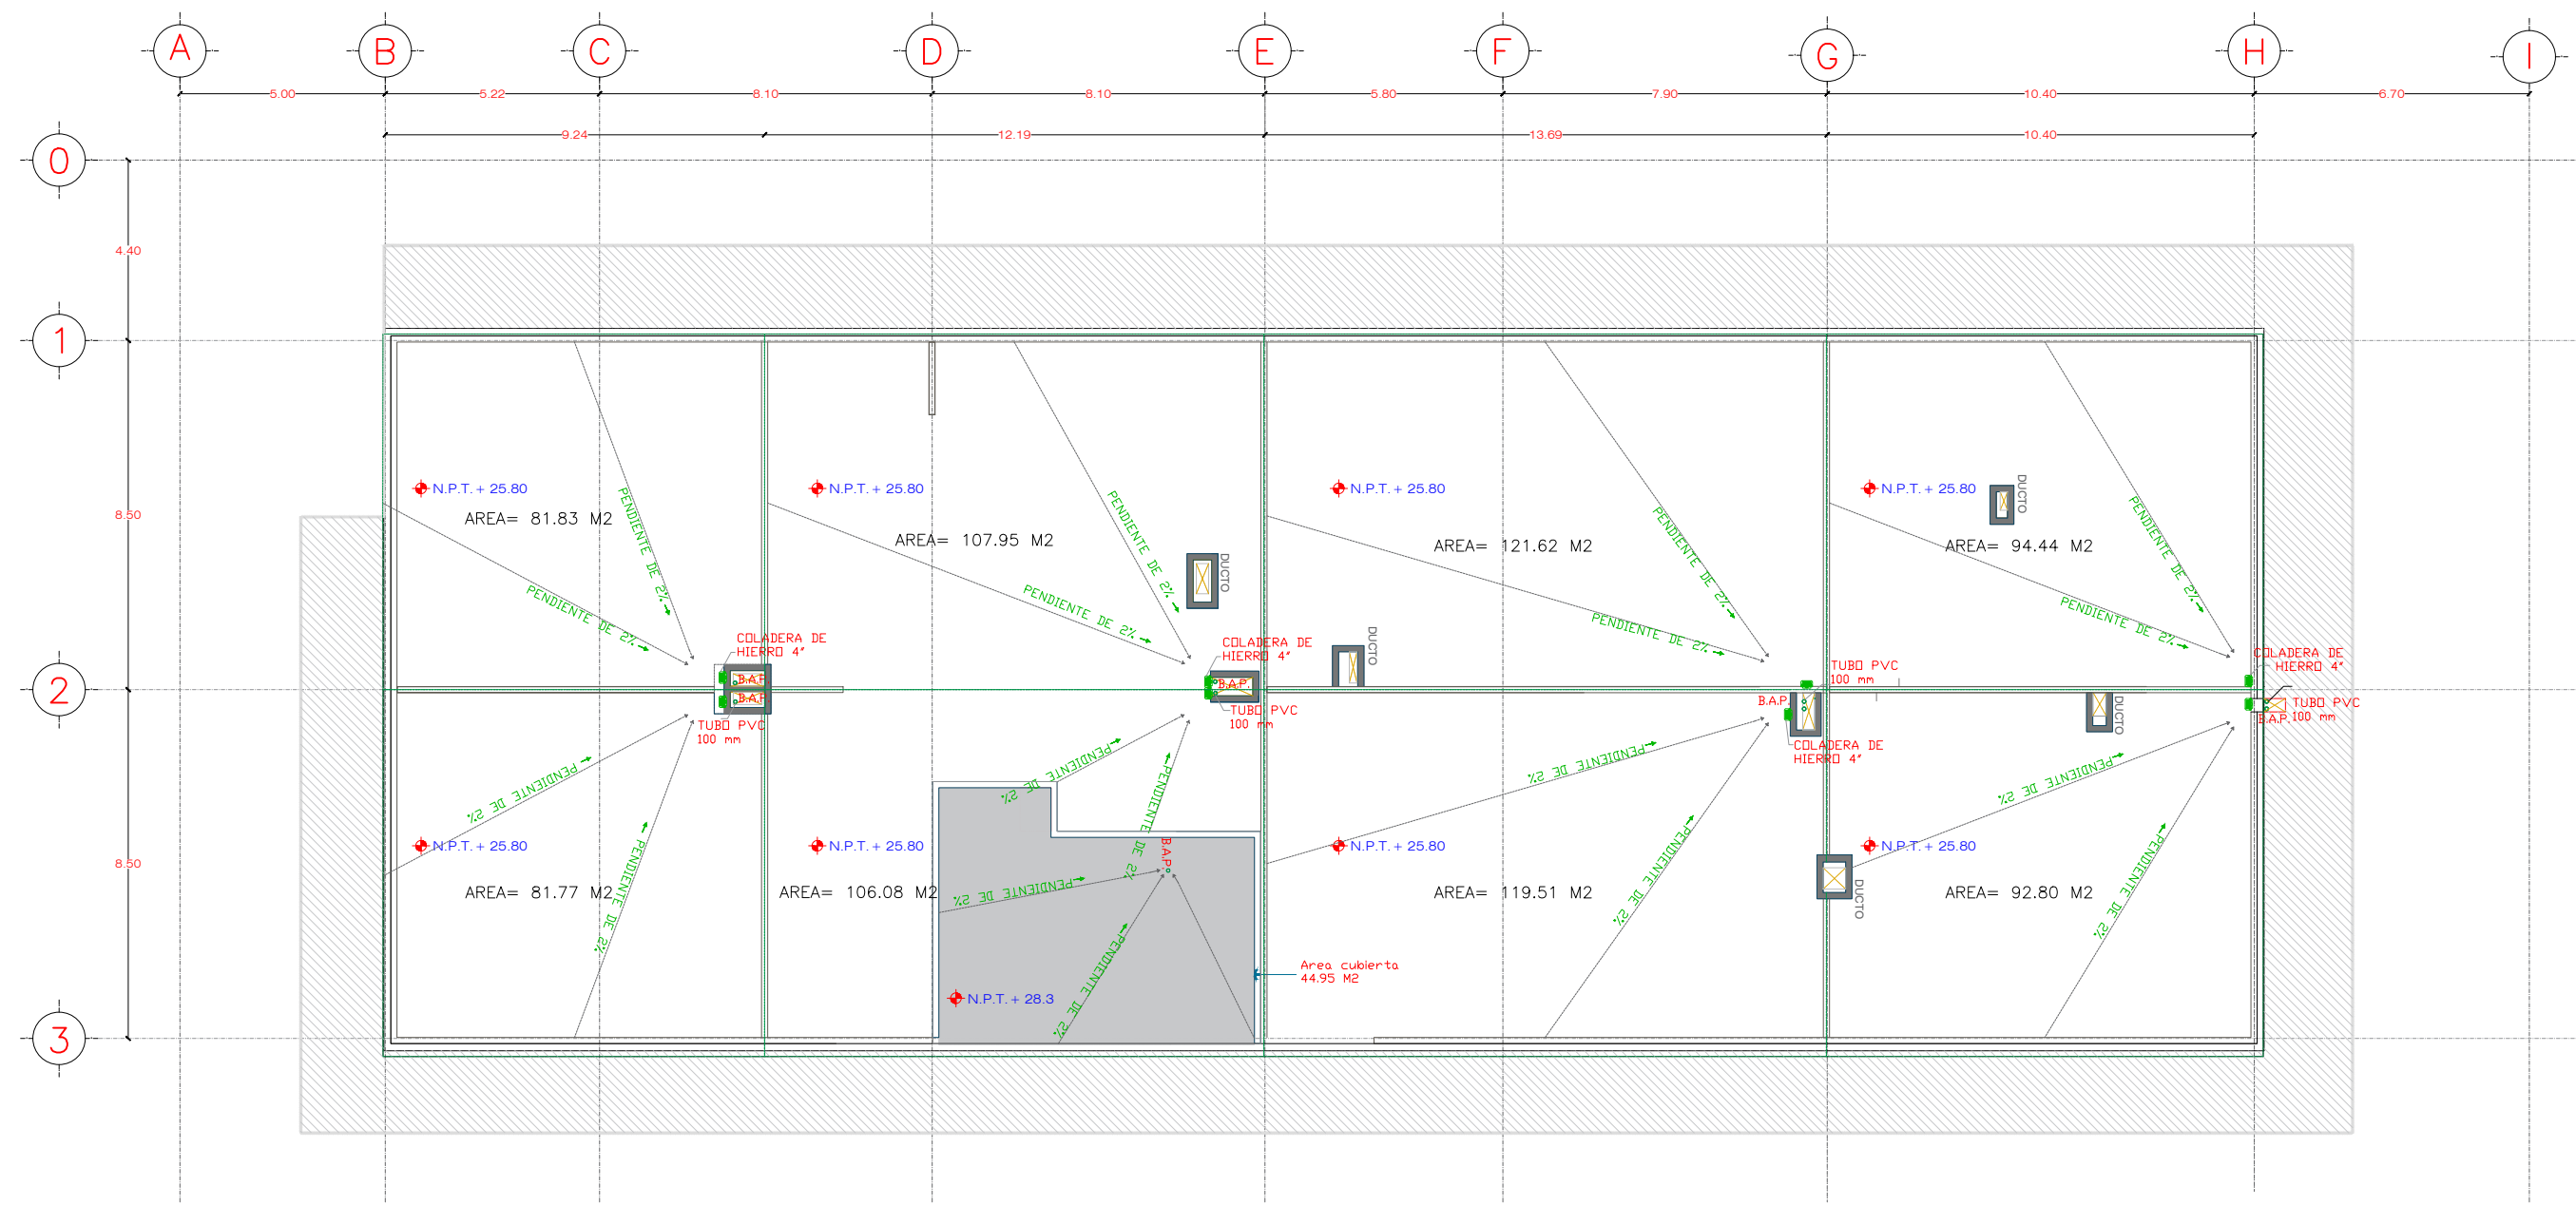 A B C D E F G H I
5.00 5.22 8.10 8.10 5.80 7.90 10.40 6.70
9.24 12.19 13.69 10.40
0
4.40
1
8.50
2
8.50
3
N.P.T. + 25.80
AREA= 81.83 M2
PENDIENTE DE 2%
PENDIENTE DE 2%
N.P.T. + 25.80
AREA= 107.95 M2
PENDIENTE DE 2%
PENDIENTE DE 2%
DUCTO
N.P.T. + 25.80
AREA= 121.62 M2
PENDIENTE DE 2%
PENDIENTE DE 2%
DUCTO
N.P.T. + 25.80
AREA= 94.44 M2
PENDIENTE DE 2%
PENDIENTE DE 2%
DUCTO
COLADERA DE
HIERRO 4"
B.A.P.
B.A.P.
TUBO PVC
100 mm
COLADERA DE
HIERRO 4"
B.A.P.
TUBO PVC
100 mm
TUBO PVC
100 mm
B.A.P.
COLADERA DE
HIERRO 4"
DUCTO
COLADERA DE
HIERRO 4"
TUBO PVC
B.A.P. 100 mm
PENDIENTE DE 2%
N.P.T. + 25.80
AREA= 81.77 M2
PENDIENTE DE 2%
N.P.T. + 25.80
AREA= 106.08 M2
PENDIENTE DE 2%
PENDIENTE DE 2%
B.A.P.
PENDIENTE DE 2%
PENDIENTE DE 2%
N.P.T. + 28.3
Area cubierta
44.95 M2
PENDIENTE DE 2%
N.P.T. + 25.80
AREA= 119.51 M2
PENDIENTE DE 2%
DUCTO
PENDIENTE DE 2%
N.P.T. + 25.80
AREA= 92.80 M2
PENDIENTE DE 2%